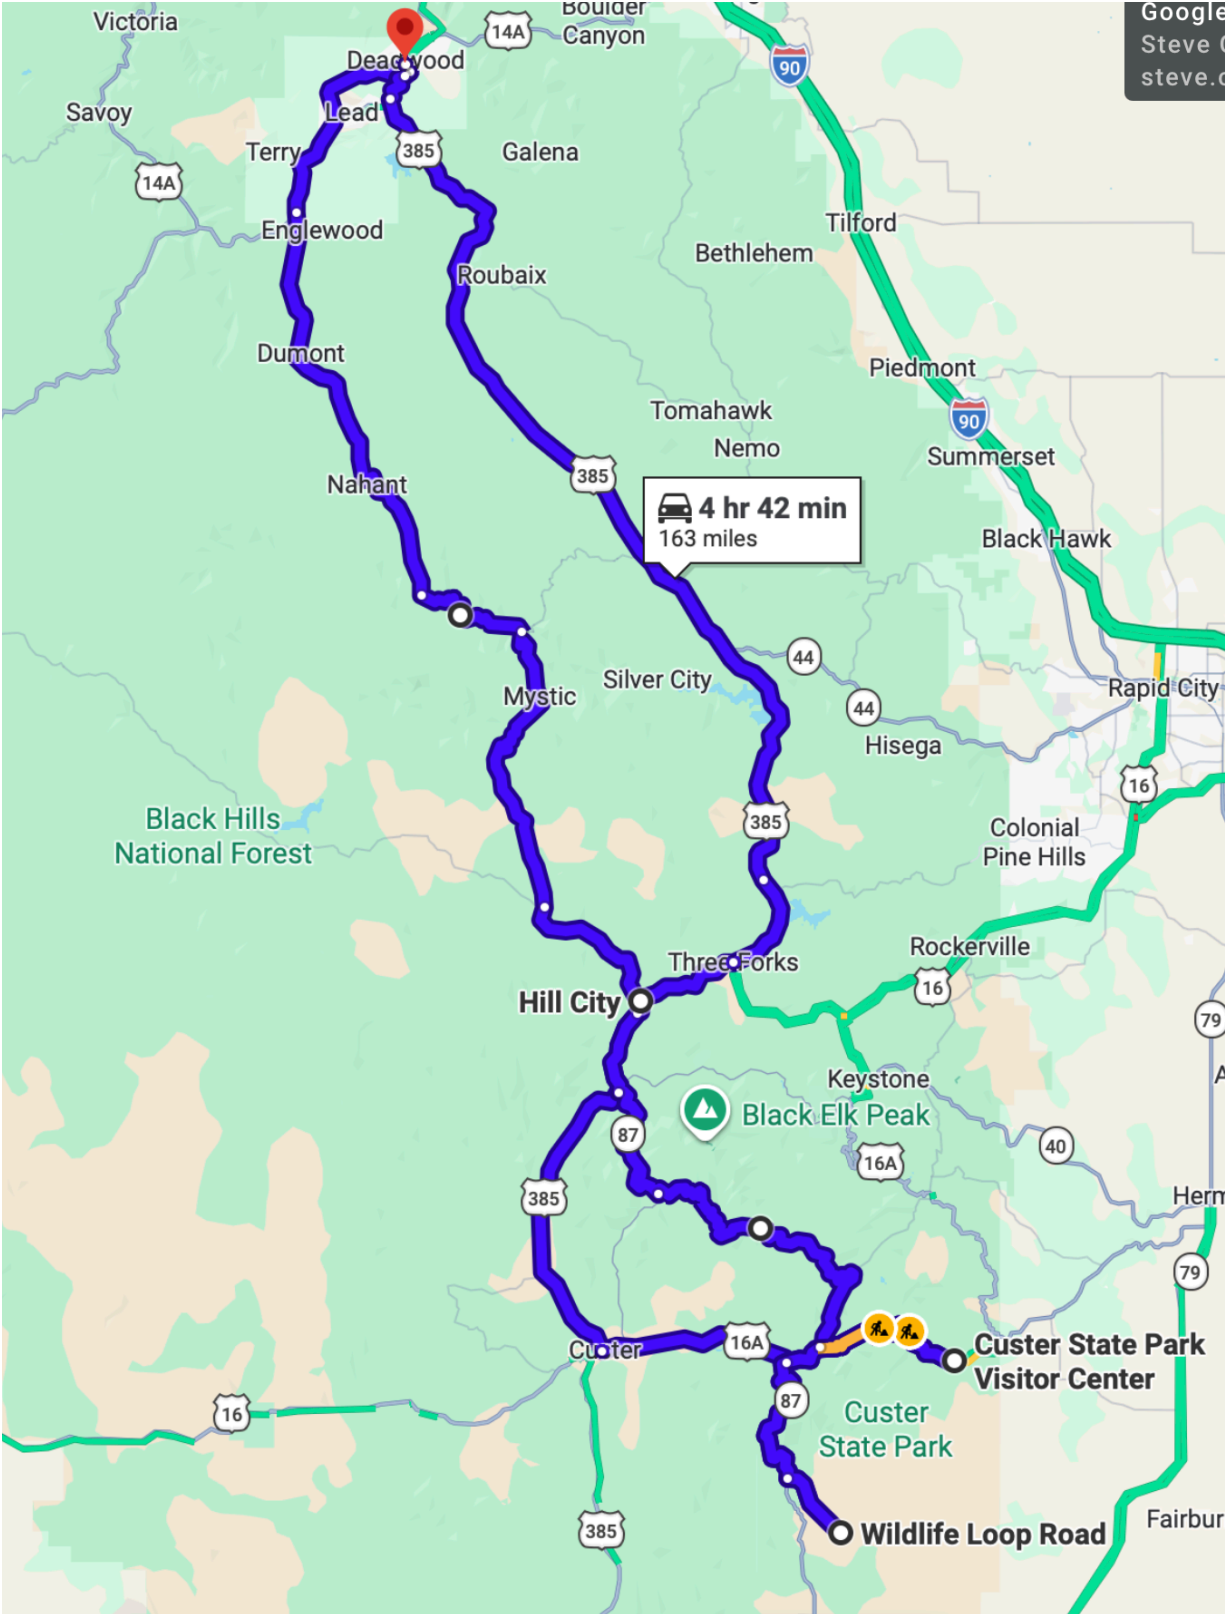 Victoria
Boulder
Canyon
14A
Google
Steve
steve.
90
Deadwood
Savoy
Lead
385
Terry
Galena
14A
Tilford
Englewood
Bethlehem
Roubaix
Dumont
Piedmont
90
Tomahawk
Nemo
Summerset
385
Nahant
4 hr 42 min
163 miles
Black Hawk
44
Silver City
Rapid City
Mystic
44
Hisega
16
Black Hills
National Forest
385
Colonial
Pine Hills
Three Forks
Rockerville
16
Hill City
79
Keystone
A
Black Elk Peak
87
40
16A
385
Herm
79
16A
Custer
Custer State Park
Visitor Center
87
16
Custer
State Park
385
Wildlife Loop Road
Fairbur